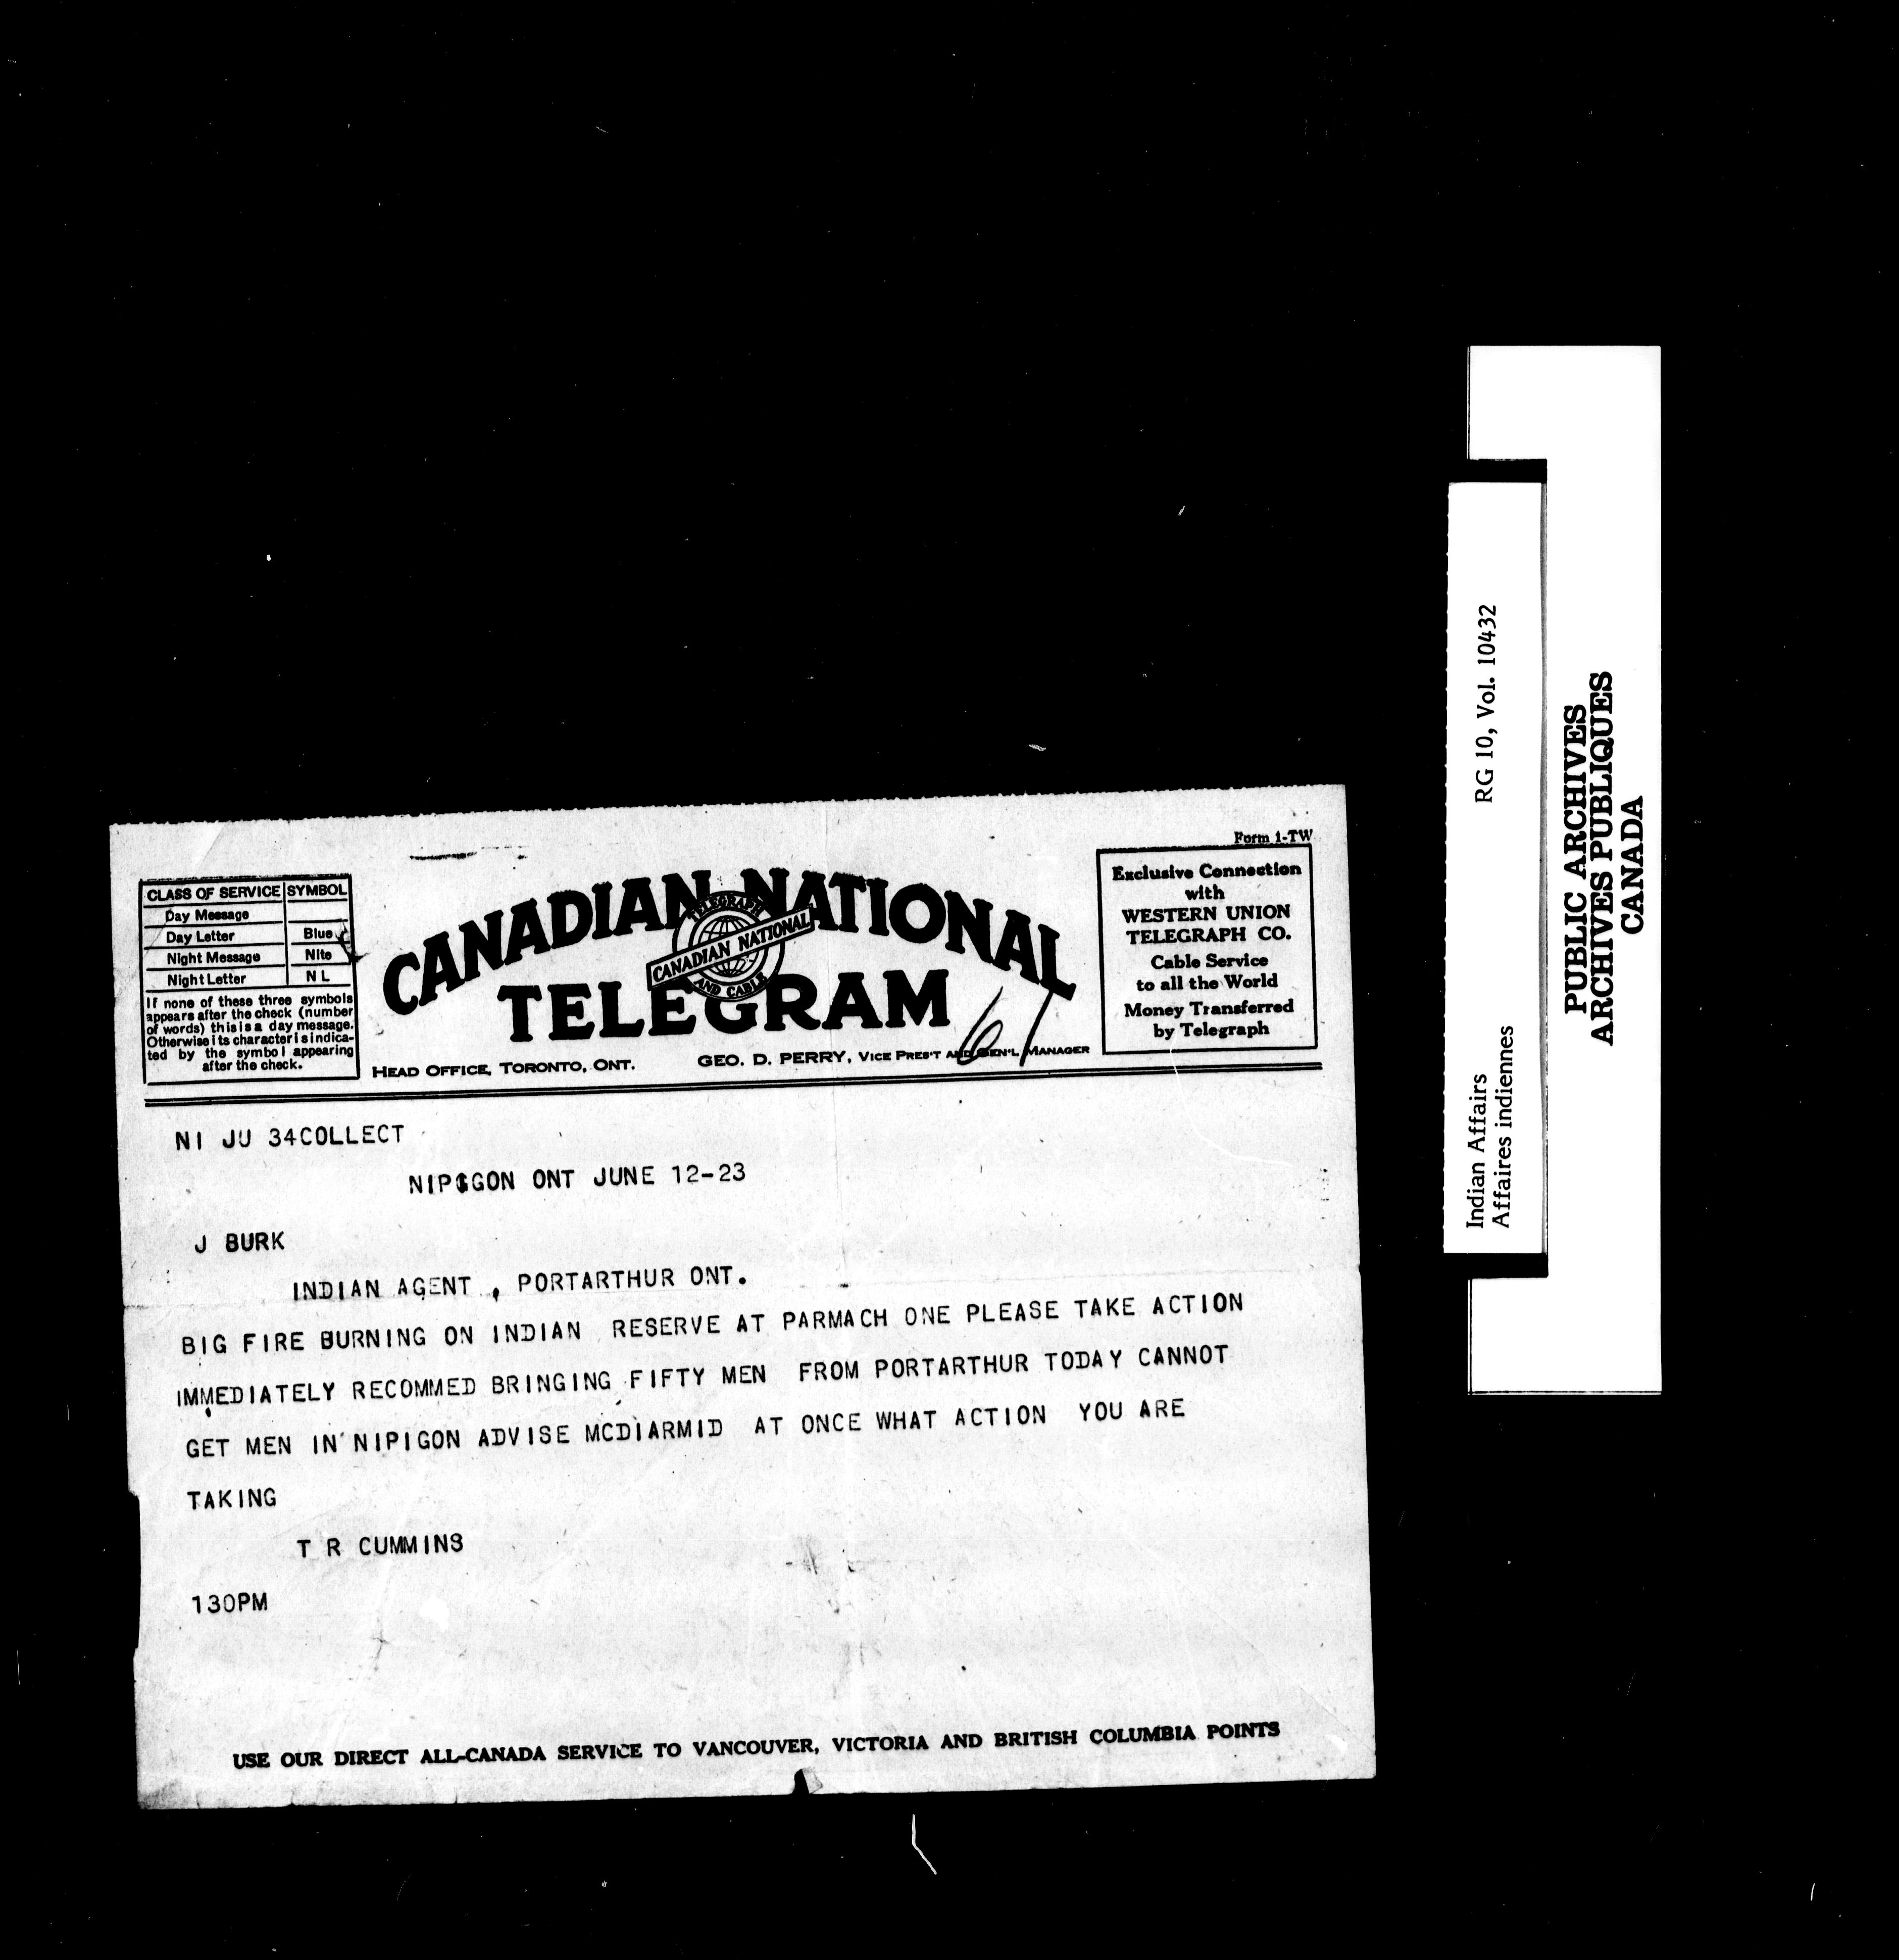 Form 1-TW
CLASS OF SERVICE SYMBOL
Day Message
Day Letter Blue
Night Message Nite
Night Letter N L
If none of these three symbols
appears after the check (number
of words) this is a day message.
Otherwise its character is indica-
ted by the symbol appearing
after the check.
CANADIAN NATIONAL
TELEGRAPH
CANADIAN NATIONAL
AND CABLE
TELEGRAM
Exclusive Connection
with
WESTERN UNION
TELEGRAPH CO.
Cable Service
to all the World
Money Transferred
by Telegraph
61
HEAD OFFICE, TORONTO, ONT. GEO. D. PERRY, VICE PRES'T AND GEN'L MANAGER
NI JU 34COLLECT
NIPIGON ONT JUNE 12-23
J BURK
INDIAN AGENT , PORTARTHUR ONT.
BIG FIRE BURNING ON INDIAN RESERVE AT PARMACH ONE PLEASE TAKE ACTION
IMMEDIATELY RECOMMED BRINGING FIFTY MEN FROM PORTARTHUR TODAY CANNOT
GET MEN IN NIPIGON ADVISE MCDIARMID AT ONCE WHAT ACTION YOU ARE
TAKING
T R CUMMINS
130PM
USE OUR DIRECT ALL-CANADA SERVICE TO VANCOUVER, VICTORIA AND BRITISH COLUMBIA POINTS
Indian Affairs RG 10, Vol. 10432
Affaires indiennes
PUBLIC ARCHIVES
ARCHIVES PUBLIQUES
CANADA